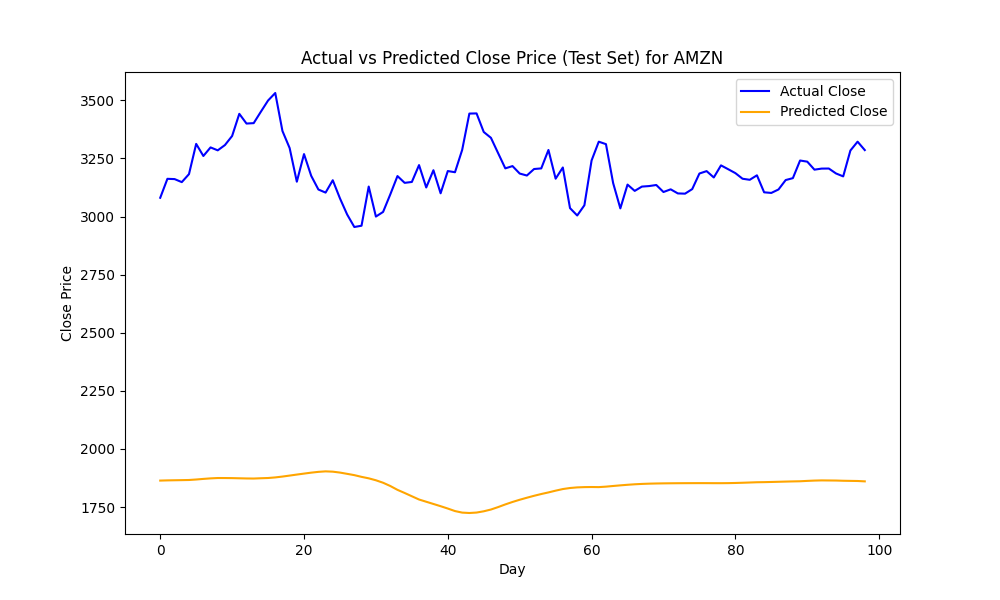 Actual vs Predicted Close Price (Test Set) for AMZN
Actual Close
Predicted Close
3500
3250
3000
2750
2500
2250
2000
1750
Close Price
0 20 40 60 80 100
Day